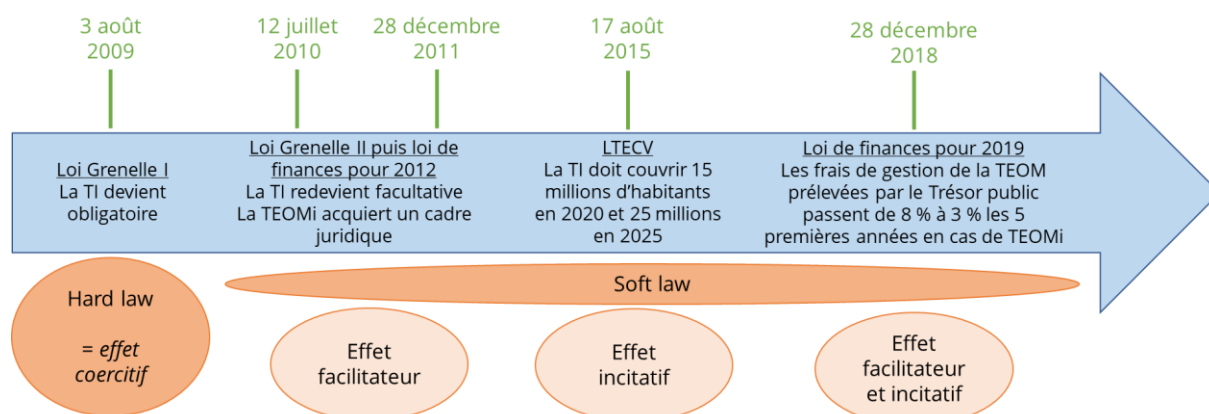 3 août
2009
12 juillet
2010
28 décembre
2011
17 août
2015
28 décembre
2018
Loi Grenelle I
La TI devient
obligatoire
Loi Grenelle II puis loi de
finances pour 2012
La TI redevient facultative
La TEOMi acquiert un cadre
juridique
LTECV
La TI doit couvrir 15
millions d’habitants
en 2020 et 25 millions
en 2025
Loi de finances pour 2019
Les frais de gestion de la TEOM
prélevées par le Trésor public
passent de 8 % à 3 % les 5
premières années en cas de TEOMi
Hard law
= effet
coercitif
Soft law
Effet
facilitateur
Effet
incitatif
Effet
facilitateur
et incitatif